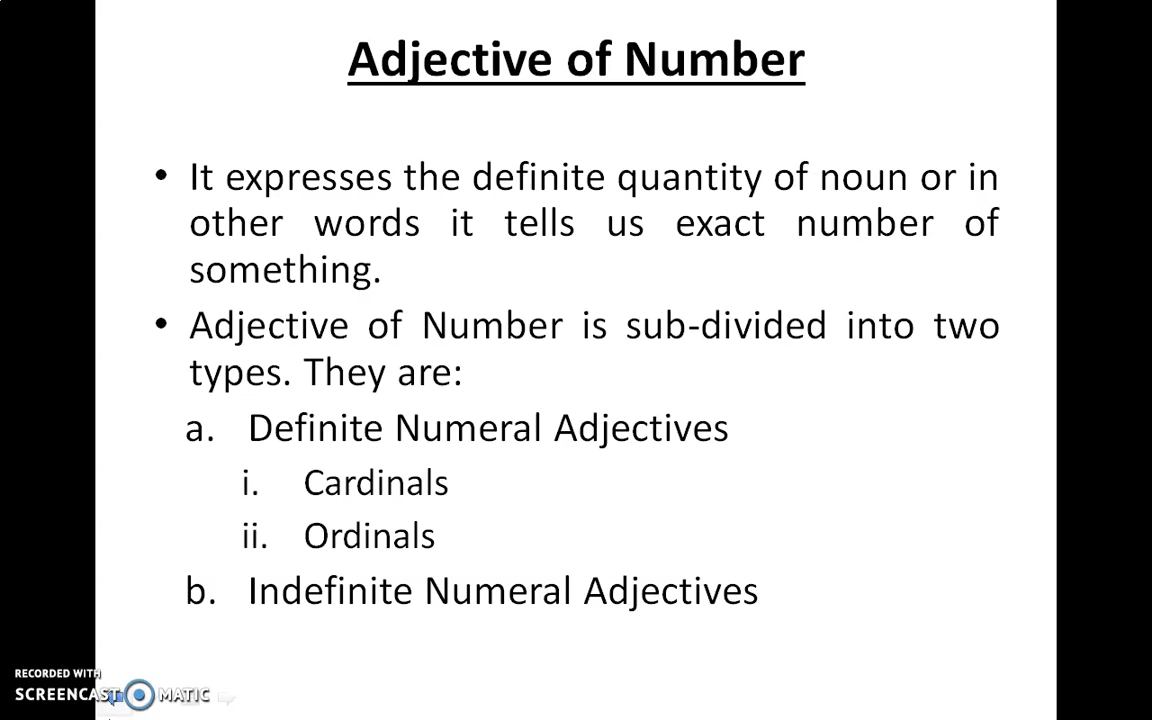 Adjective of Number
• It expresses the definite quantity of noun or in
other words it tells us exact number of
something.
• Adjective of Number is sub-divided into two
types. They are:
a. Definite Numeral Adjectives
i. Cardinals
ii. Ordinals
b. Indefinite Numeral Adjectives
RECORDED WITH
SCREENCAST MATIC